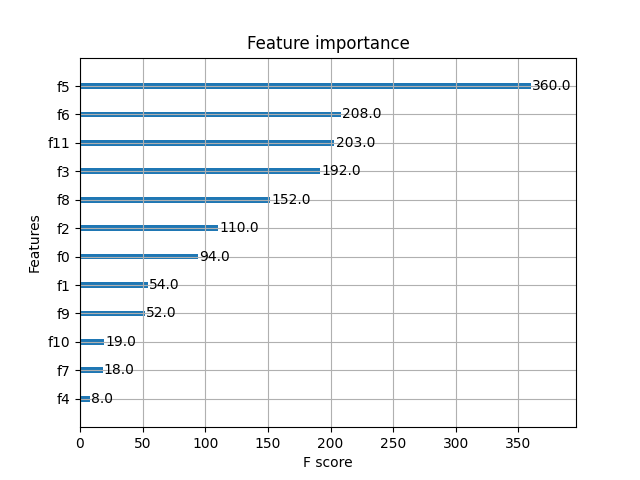 Feature importance
f5 360.0
f6 208.0
f11 203.0
f3 192.0
f8 152.0
f2 110.0
f0 94.0
f1 54.0
f9 52.0
f10 19.0
f7 18.0
f4 8.0
Features
0 50 100 150 200 250 300 350
F score